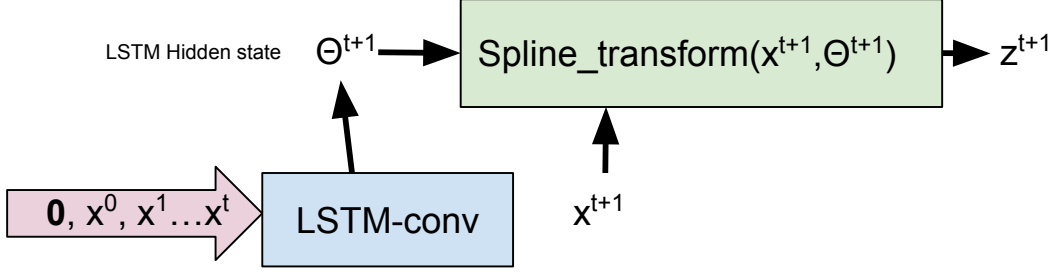 LSTM Hidden state Θᵗ⁺¹ Spline_transform(xᵗ⁺¹,Θᵗ⁺¹) zᵗ⁺¹
0, x⁰, x¹...xᵗ LSTM-conv xᵗ⁺¹